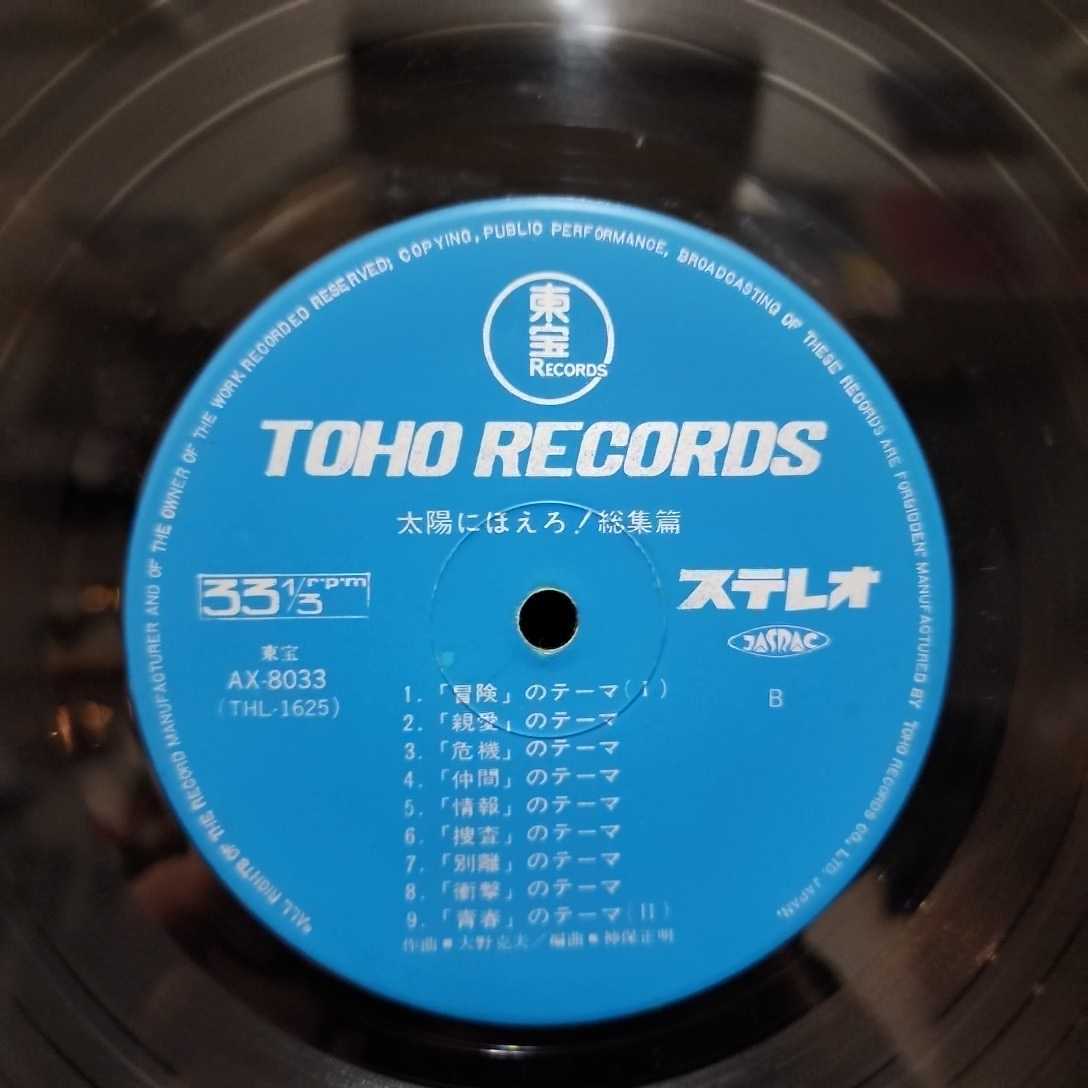 "ALL RIGHTS OF THE RECORD MANUFACTURER AND OF THE OWNER OF THE WORK RECORDED RESERVED; COPYING, PUBLIC PERFORMANCE, BROADCASTING OF THESE RECORDS ARE FORBIDDEN" MANUFACTURED BY TOHO RECORDS CO., LTD. JAPAN.
東宝
RECORDS
TOHO RECORDS
太陽にほえろ!総集篇
33 1/3 r·p·m
ステレオ
JASRAC
東宝
AX-8033
(THL-1625)
B
1.「冒険」のテーマ(I)
2.「親愛」のテーマ
3.「危機」のテーマ
4.「仲間」のテーマ
5.「情報」のテーマ
6.「捜査」のテーマ
7.「別離」のテーマ
8.「衝撃」のテーマ
9.「青春」のテーマ(II)
作曲■大野克夫/編曲■神保正明